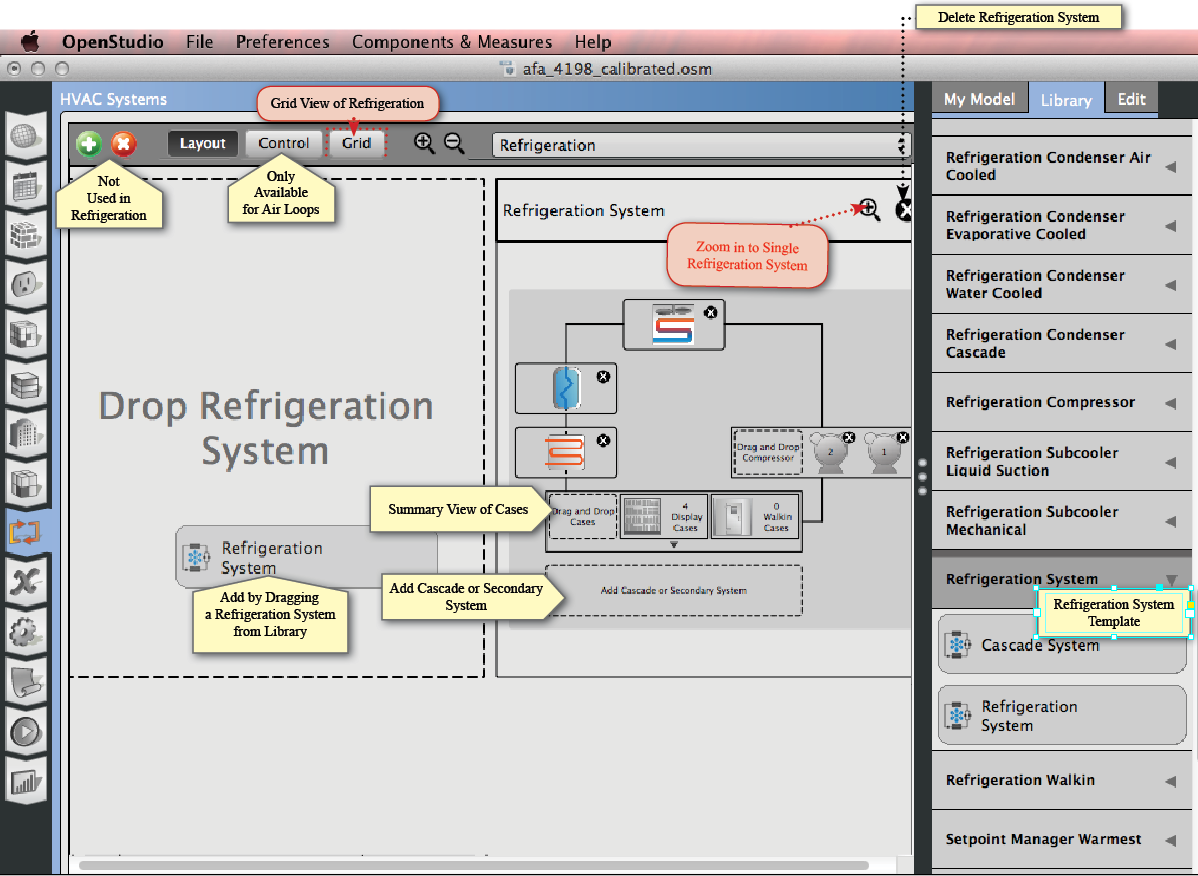 Delete Refrigeration System
OpenStudio File Preferences Components & Measures Help
afa_4198_calibrated.osm
HVAC Systems
My Model Library Edit
Grid View of Refrigeration
Layout Control Grid
Refrigeration
Not
Used in
Refrigeration
Only
Available
for Air Loops
Refrigeration System
Zoom in to Single
Refrigeration System
Drop Refrigeration
System
Drag and Drop
Compressor
2
1
Summary View of Cases
Drag and Drop
Cases
4
Display
Cases
0
Walkin
Cases
Refrigeration
System
Add by Dragging
a Refrigeration System
from Library
Add Cascade or Secondary
System
Add Cascade or Secondary System
Refrigeration Condenser Air
Cooled
Refrigeration Condenser
Evaporative Cooled
Refrigeration Condenser
Water Cooled
Refrigeration Condenser
Cascade
Refrigeration Compressor
Refrigeration Subcooler
Liquid Suction
Refrigeration Subcooler
Mechanical
Refrigeration System
Refrigeration System
Template
Cascade System
Refrigeration
System
Refrigeration Walkin
Setpoint Manager Warmest